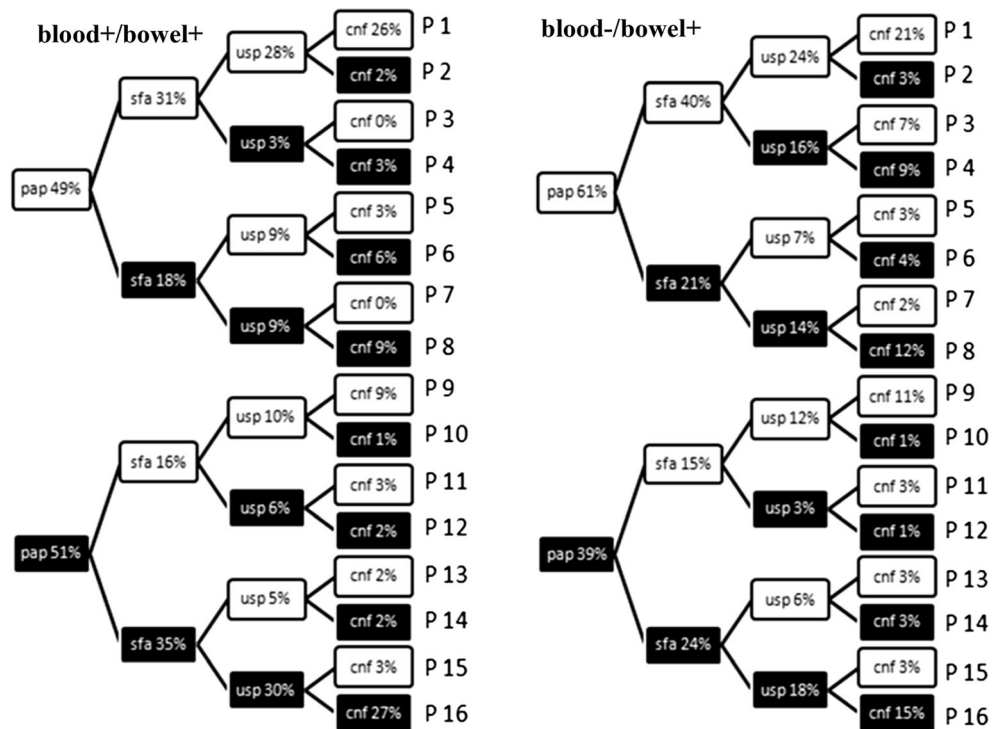 blood+/bowel+
pap 49%
sfa 31%
usp 28%
cnf 26% P 1
cnf 2% P 2
usp 3%
cnf 0% P 3
cnf 3% P 4
sfa 18%
usp 9%
cnf 3% P 5
cnf 6% P 6
usp 9%
cnf 0% P 7
cnf 9% P 8
pap 51%
sfa 16%
usp 10%
cnf 9% P 9
cnf 1% P 10
usp 6%
cnf 3% P 11
cnf 2% P 12
sfa 35%
usp 5%
cnf 2% P 13
cnf 2% P 14
usp 30%
cnf 3% P 15
cnf 27% P 16
blood-/bowel+
pap 61%
sfa 40%
usp 24%
cnf 21% P 1
cnf 3% P 2
usp 16%
cnf 7% P 3
cnf 9% P 4
sfa 21%
usp 7%
cnf 3% P 5
cnf 4% P 6
usp 14%
cnf 2% P 7
cnf 12% P 8
pap 39%
sfa 15%
usp 12%
cnf 11% P 9
cnf 1% P 10
usp 3%
cnf 3% P 11
cnf 1% P 12
sfa 24%
usp 6%
cnf 3% P 13
cnf 3% P 14
usp 18%
cnf 3% P 15
cnf 15% P 16